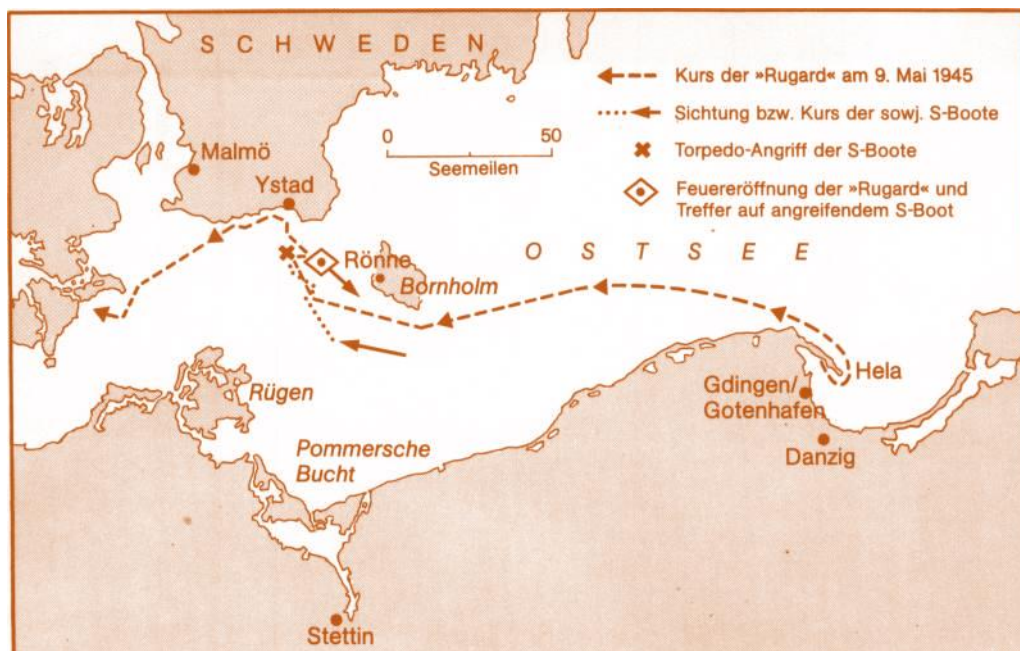 SCHWEDEN
Kurs der »Rugard« am 9. Mai 1945
Sichtung bzw. Kurs der sowj. S-Boote
Torpedo-Angriff der S-Boote
Feuereröffnung der »Rugard« und
Treffer auf angreifendem S-Boot
0 50
Seemeilen
Malmö
Ystad
Rönne
Bornholm
OSTSEE
Rügen
Hela
Gdingen/
Gotenhafen
Danzig
Pommersche
Bucht
Stettin